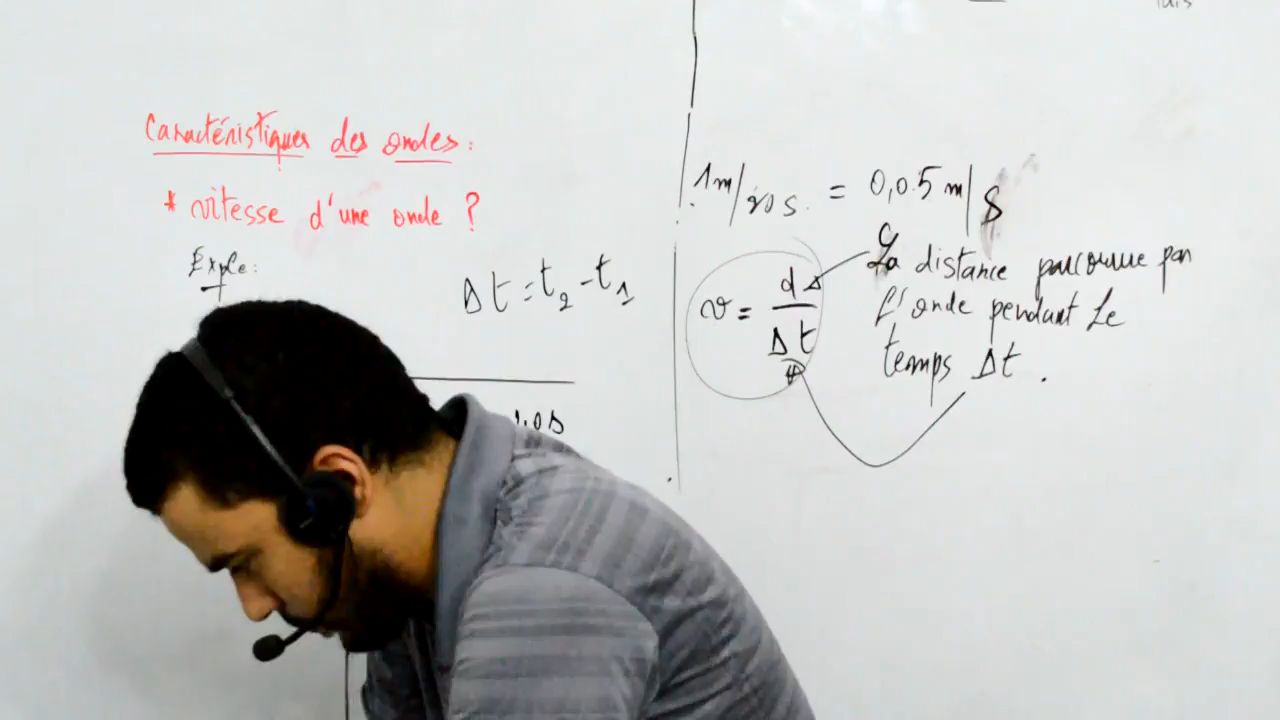 Caractéristiques des ondes :
* vitesse d'une onde ?
Exple :
Δt = t₂ - t₁
1m/20s. = 0,05 m/s
v = d/Δt
La distance parcourue par
l'onde pendant le
temps Δt.